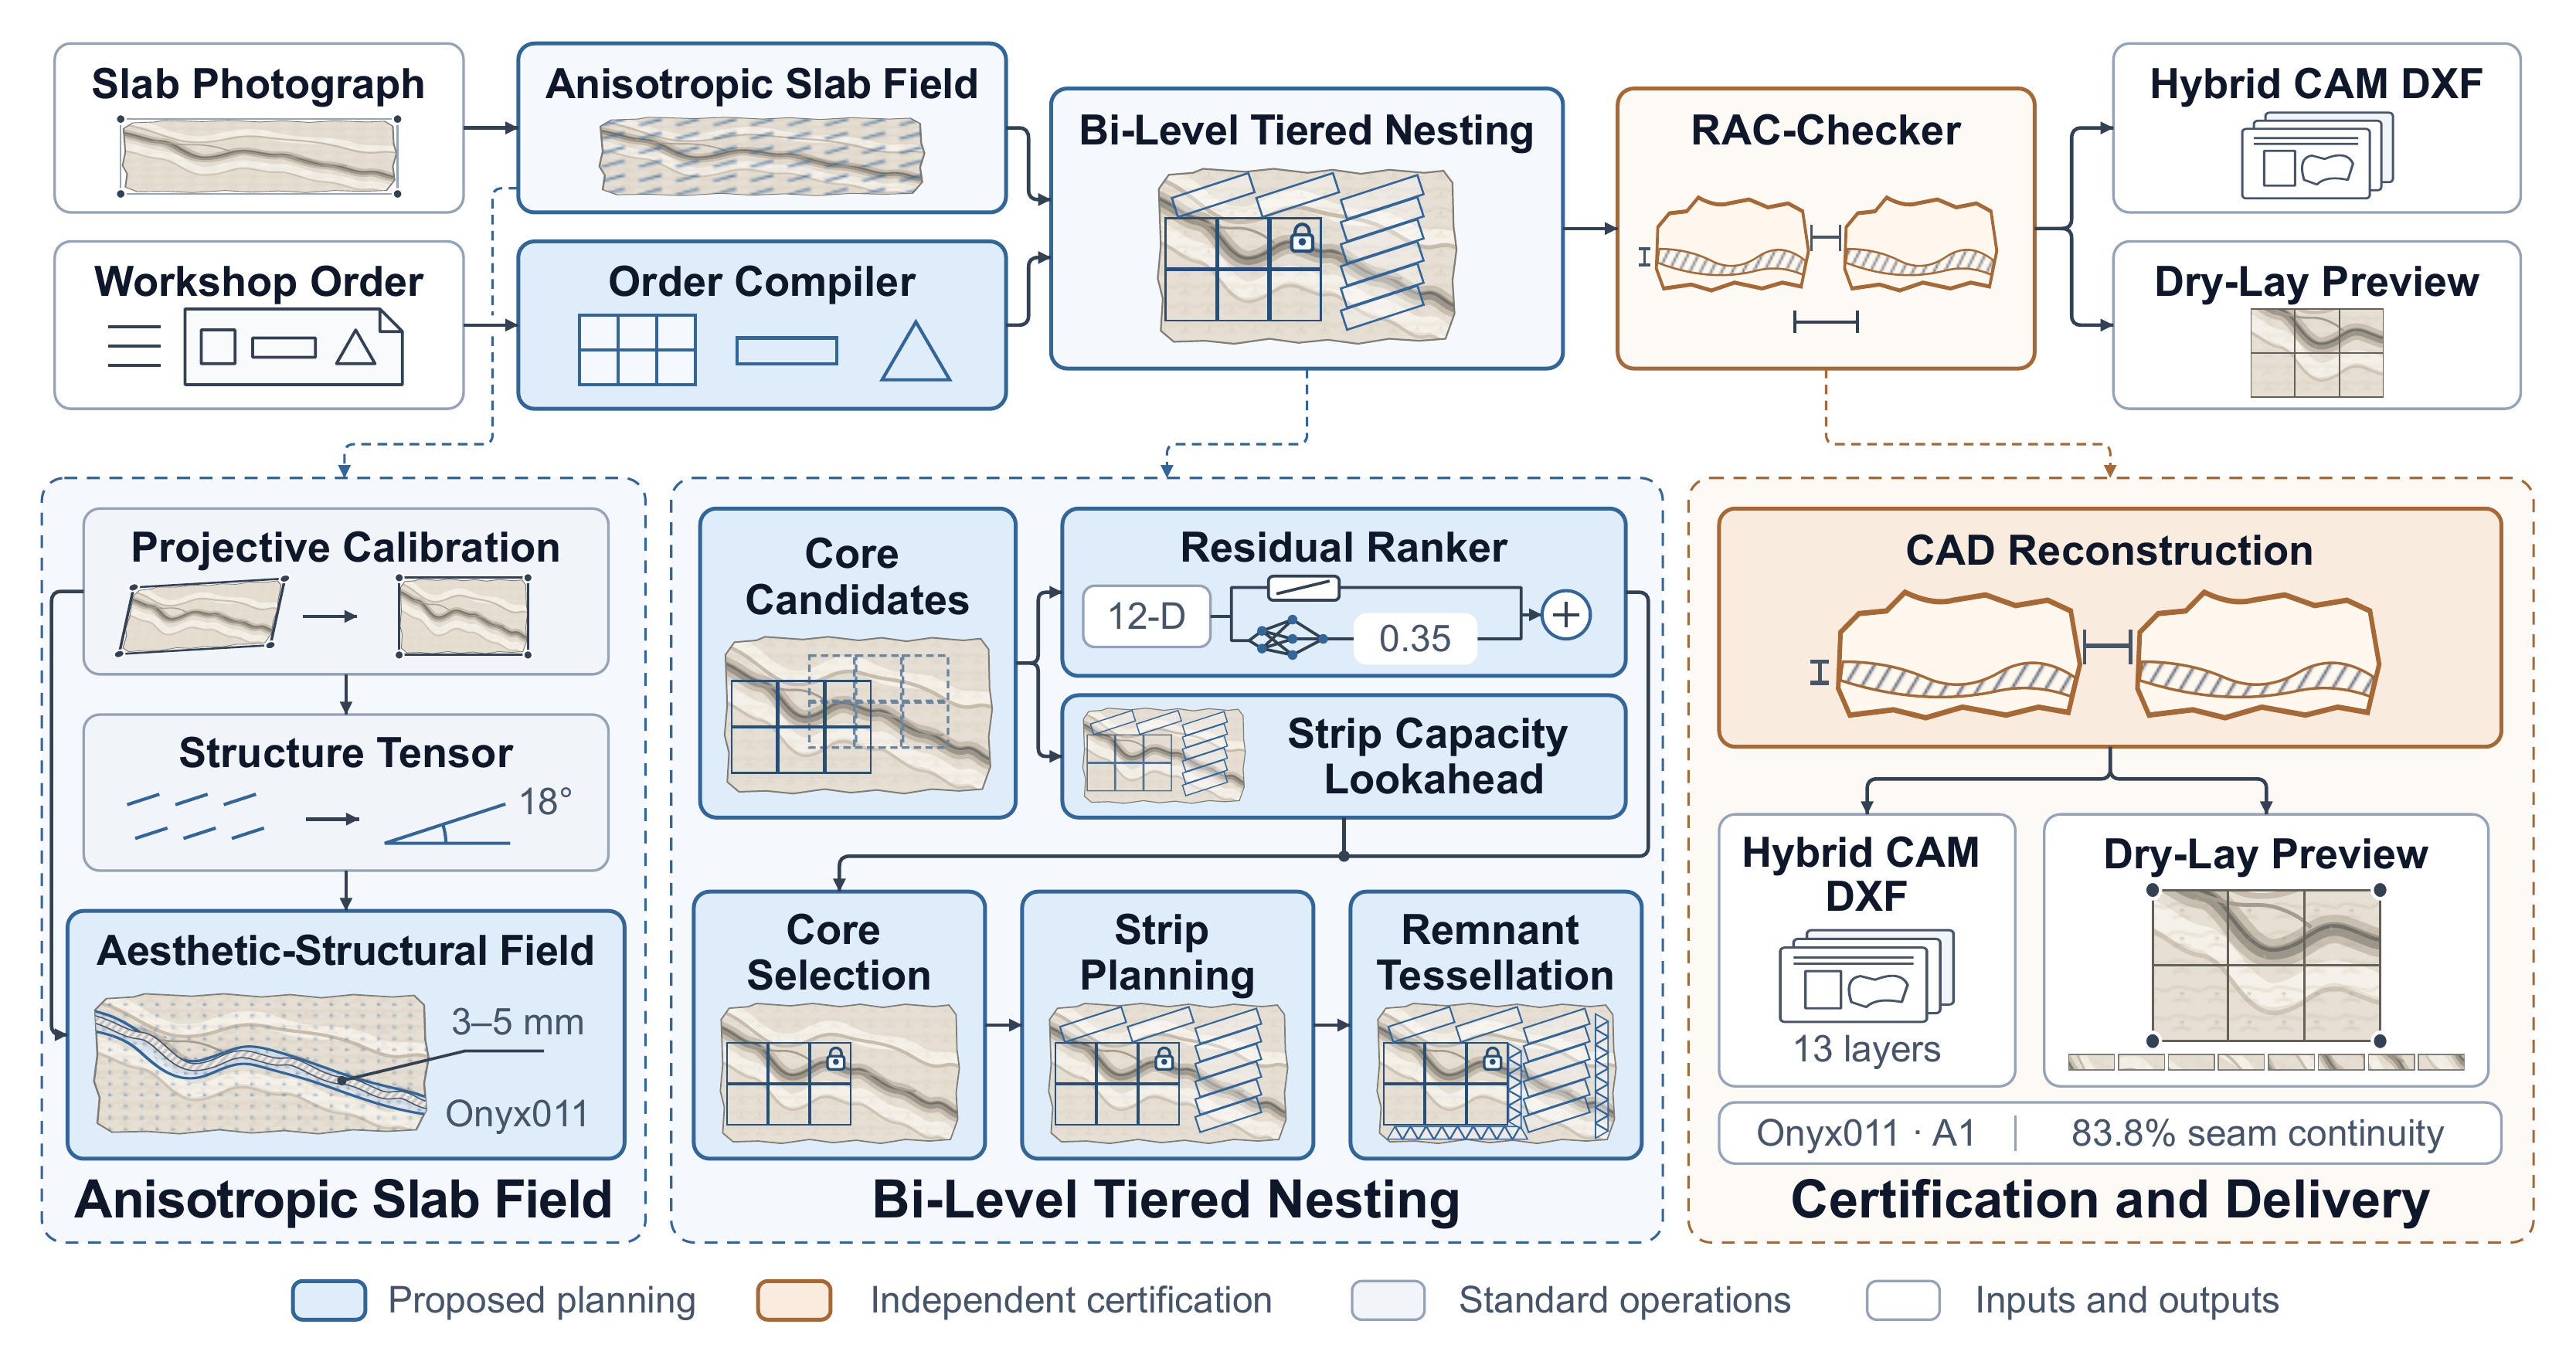 Slab Photograph
Anisotropic Slab Field
Bi-Level Tiered Nesting
RAC-Checker
Hybrid CAM DXF
Workshop Order
Order Compiler
Dry-Lay Preview
Projective Calibration
Structure Tensor
18°
Aesthetic-Structural Field
3–5 mm
Onyx011
Anisotropic Slab Field
Core
Candidates
Residual Ranker
12-D
0.35
Strip Capacity
Lookahead
Core
Selection
Strip
Planning
Remnant
Tessellation
Bi-Level Tiered Nesting
CAD Reconstruction
Hybrid CAM
DXF
13 layers
Dry-Lay Preview
Onyx011 · A1
83.8% seam continuity
Certification and Delivery
Proposed planning
Independent certification
Standard operations
Inputs and outputs